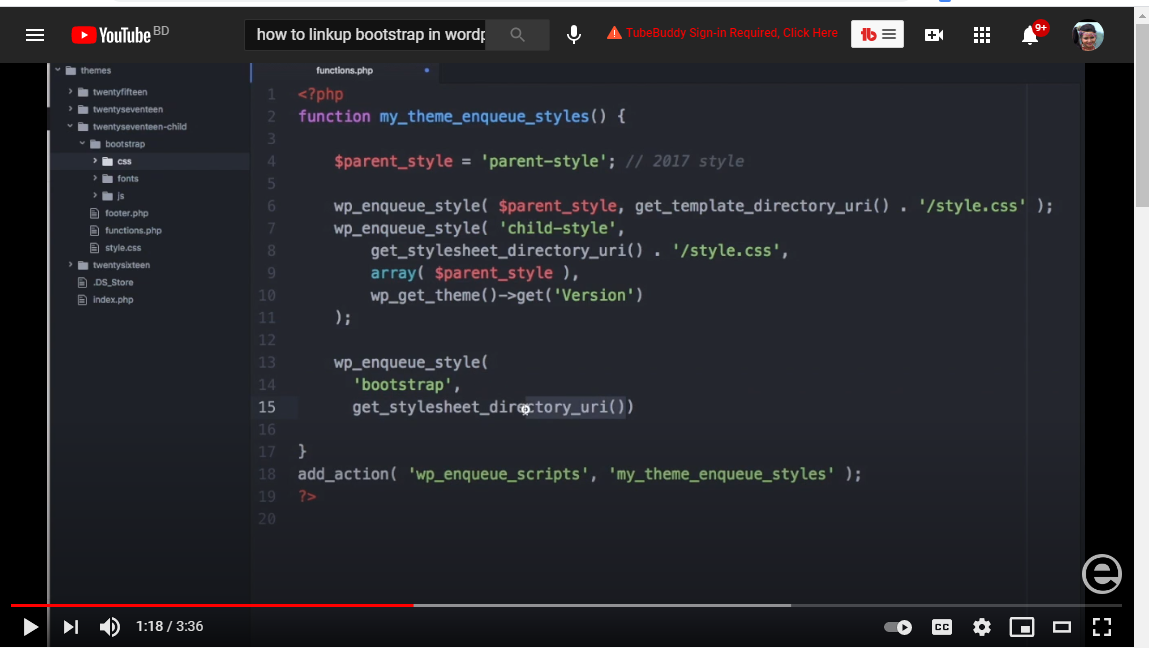 YouTube BD
how to linkup bootstrap in wordp
TubeBuddy Sign-In Required, Click Here
tb
9+
themes
twentyfifteen
twentyseventeen
twentyseventeen-child
bootstrap
css
fonts
js
footer.php
functions.php
style.css
twentysixteen
.DS_Store
index.php
functions.php
1 <?php
2 function my_theme_enqueue_styles() {
3
4 $parent_style = 'parent-style'; // 2017 style
5
6 wp_enqueue_style( $parent_style, get_template_directory_uri() . '/style.css' );
7 wp_enqueue_style( 'child-style',
8 get_stylesheet_directory_uri() . '/style.css',
9 array( $parent_style ),
10 wp_get_theme()->get('Version')
11 );
12
13 wp_enqueue_style(
14 'bootstrap',
15 get_stylesheet_directory_uri())
16
17 }
18 add_action( 'wp_enqueue_scripts', 'my_theme_enqueue_styles' );
19 ?>
20
1:18 / 3:36
CC